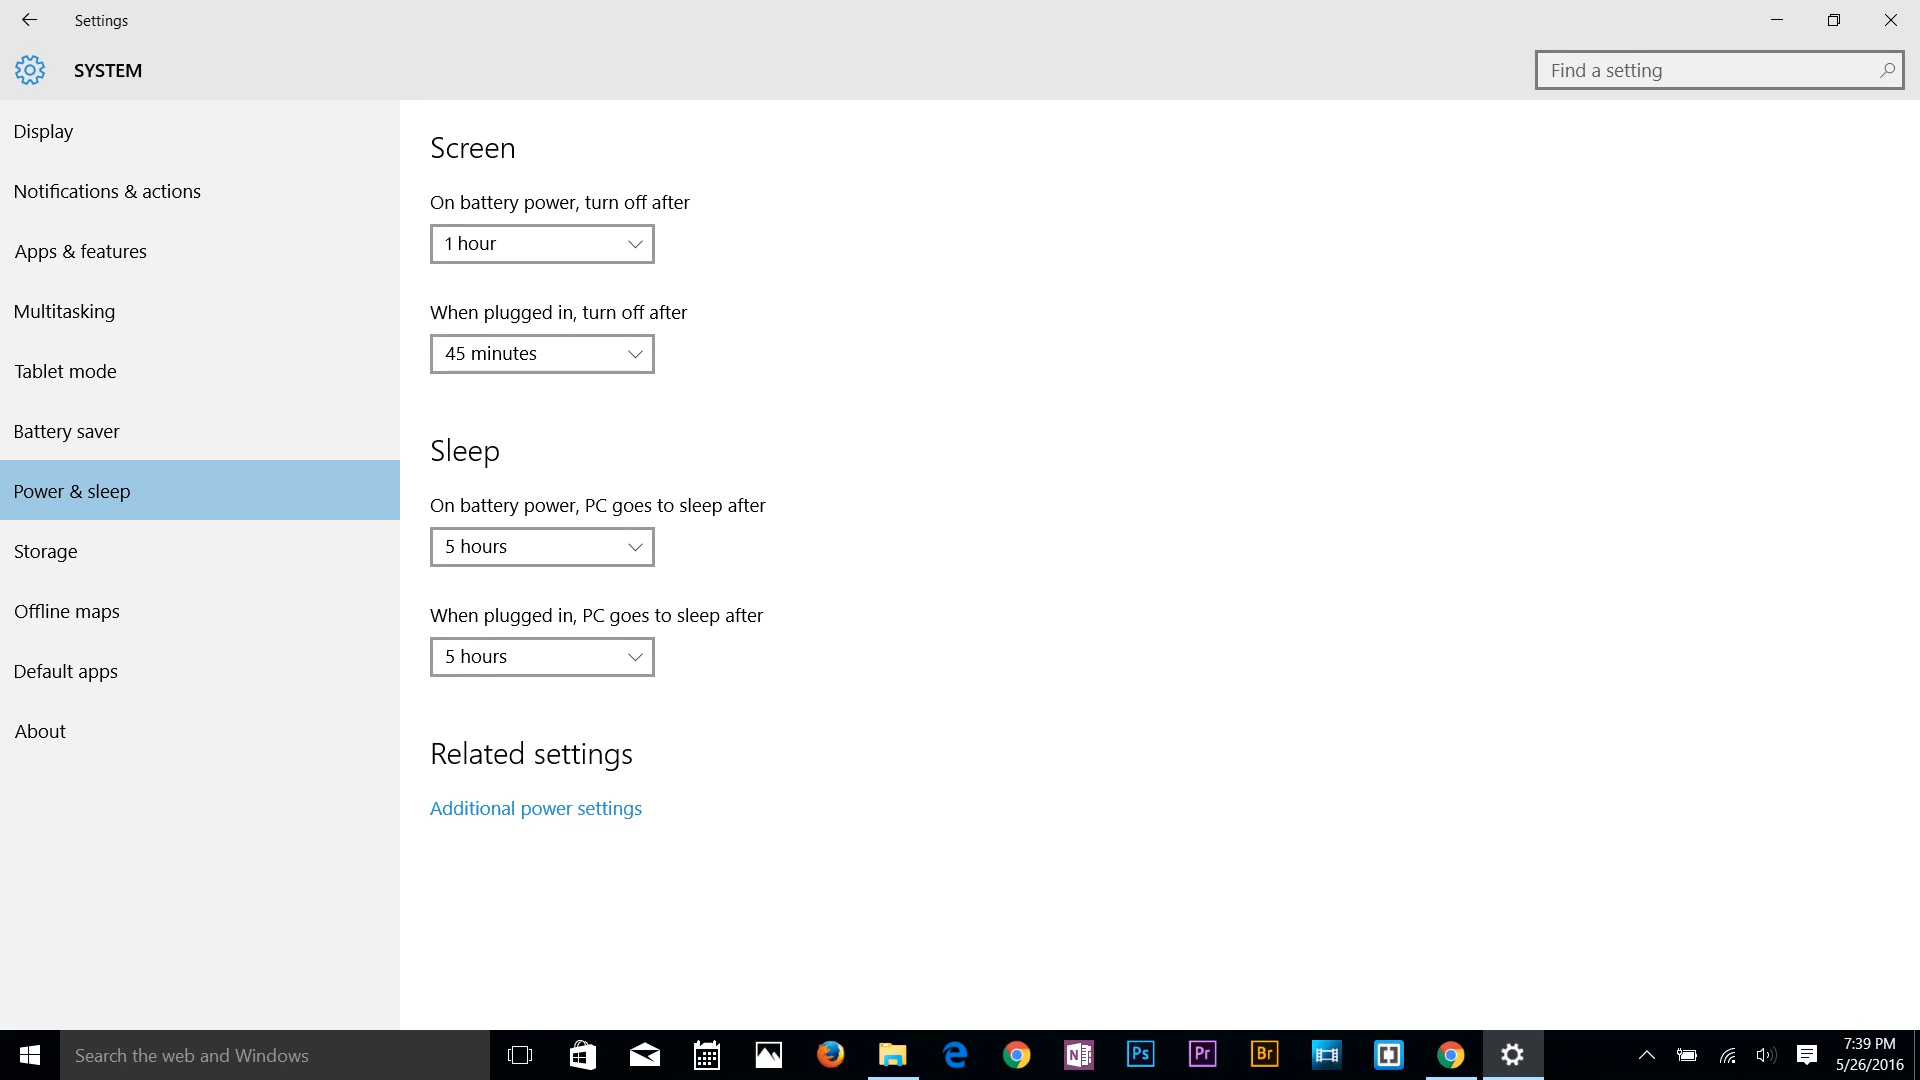 Settings
SYSTEM
Find a setting
Display
Notifications & actions
Apps & features
Multitasking
Tablet mode
Battery saver
Power & sleep
Storage
Offline maps
Default apps
About
Screen
On battery power, turn off after
1 hour
When plugged in, turn off after
45 minutes
Sleep
On battery power, PC goes to sleep after
5 hours
When plugged in, PC goes to sleep after
5 hours
Related settings
Additional power settings
Search the web and Windows
N
Ps
Pr
Br
7:39 PM
5/26/2016